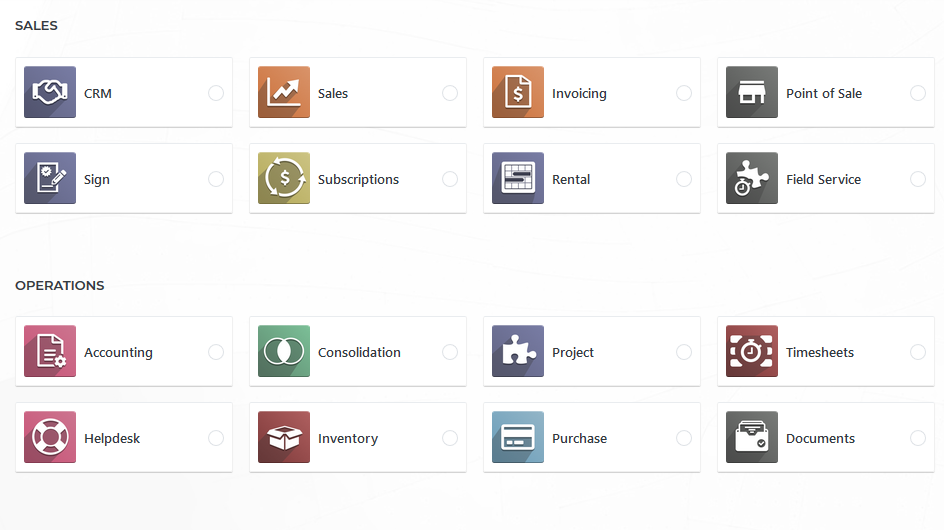 SALES
CRM
Sales
Invoicing
Point of Sale
Sign
Subscriptions
Rental
Field Service
OPERATIONS
Accounting
Consolidation
Project
Timesheets
Helpdesk
Inventory
Purchase
Documents